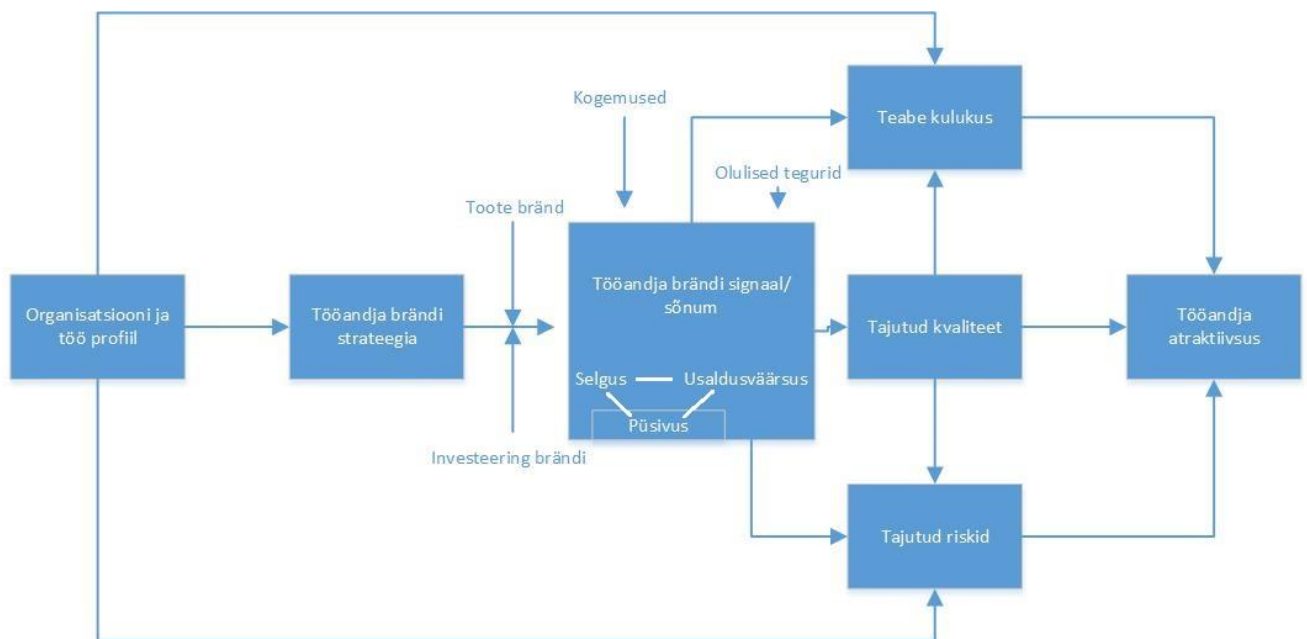 Kogemused
Teabe kulukus
Olulised tegurid
Toote bränd
Organisatsiooni ja
töö profiil
Tööandja brändi
strateegia
Tööandja brändi signaal/
sõnum
Tajutud kvaliteet
Tööandja
atraktiivsus
Selgus
Usaldusväärsus
Püsivus
Investeering brändi
Tajutud riskid